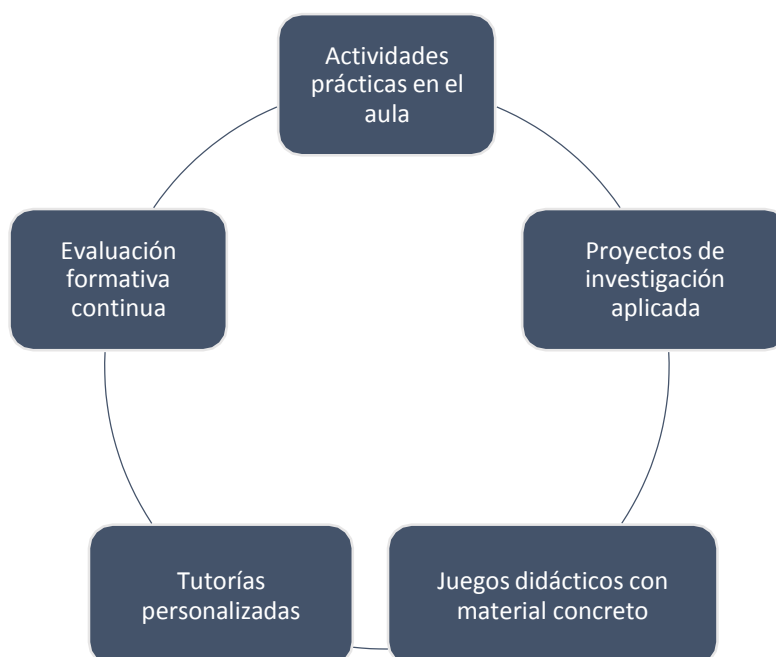 Actividades
prácticas en el
aula
Proyectos de
investigación
aplicada
Juegos didácticos con
material concreto
Tutorías
personalizadas
Evaluación
formativa
continua